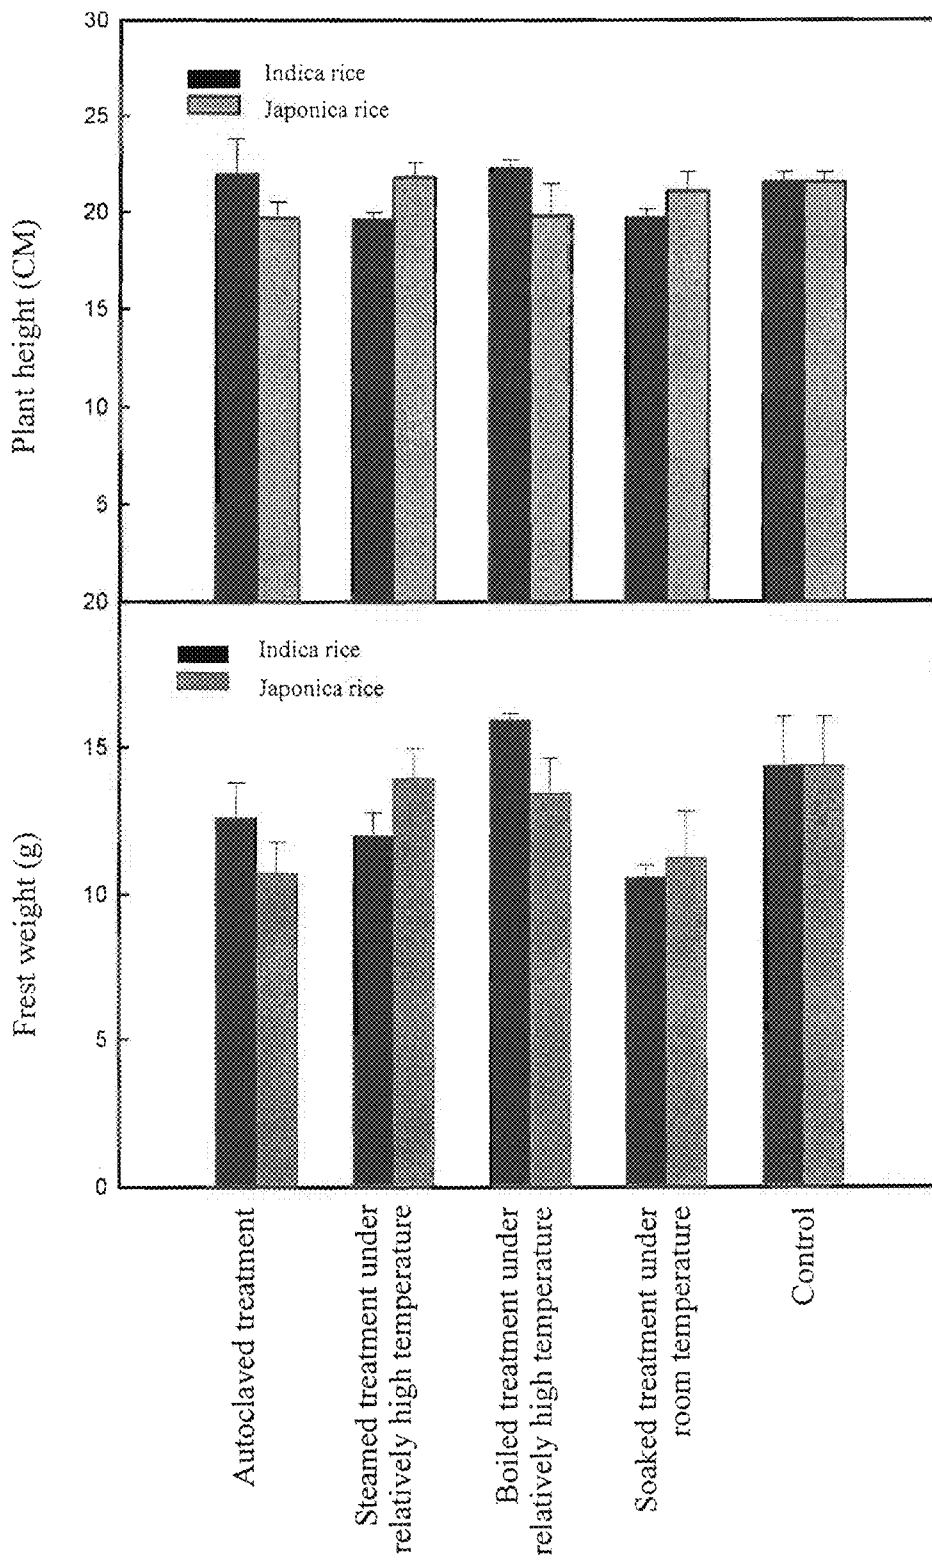 30
Indica rice
Japonica rice
25
20
15
10
5
Plant height (CM)
20
Indica rice
Japonica rice
15
10
5
0
Frest weight (g)
Autoclaved treatment
Steamed treatment under
relatively high temperature
Boiled treatment under
relatively high temperature
Soaked treatment under
room temperature
Control